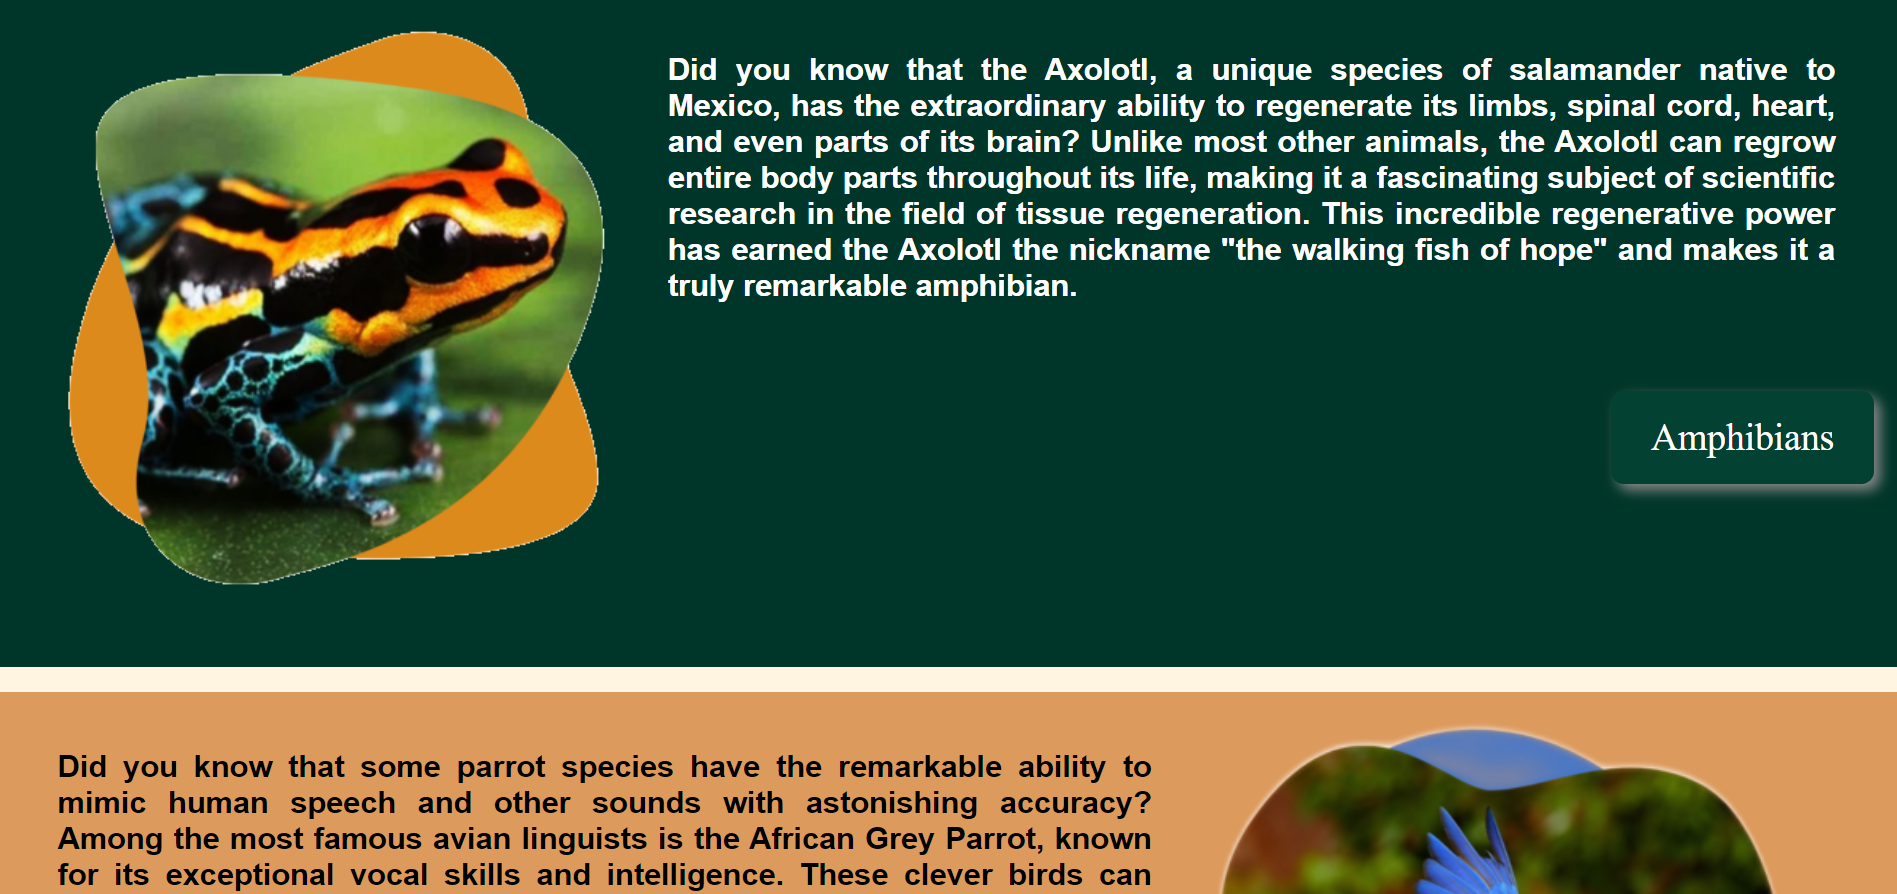 Did you know that the Axolotl, a unique species of salamander native to
Mexico, has the extraordinary ability to regenerate its limbs, spinal cord, heart,
and even parts of its brain? Unlike most other animals, the Axolotl can regrow
entire body parts throughout its life, making it a fascinating subject of scientific
research in the field of tissue regeneration. This incredible regenerative power
has earned the Axolotl the nickname "the walking fish of hope" and makes it a
truly remarkable amphibian.
Amphibians
Did you know that some parrot species have the remarkable ability to
mimic human speech and other sounds with astonishing accuracy?
Among the most famous avian linguists is the African Grey Parrot, known
for its exceptional vocal skills and intelligence. These clever birds can